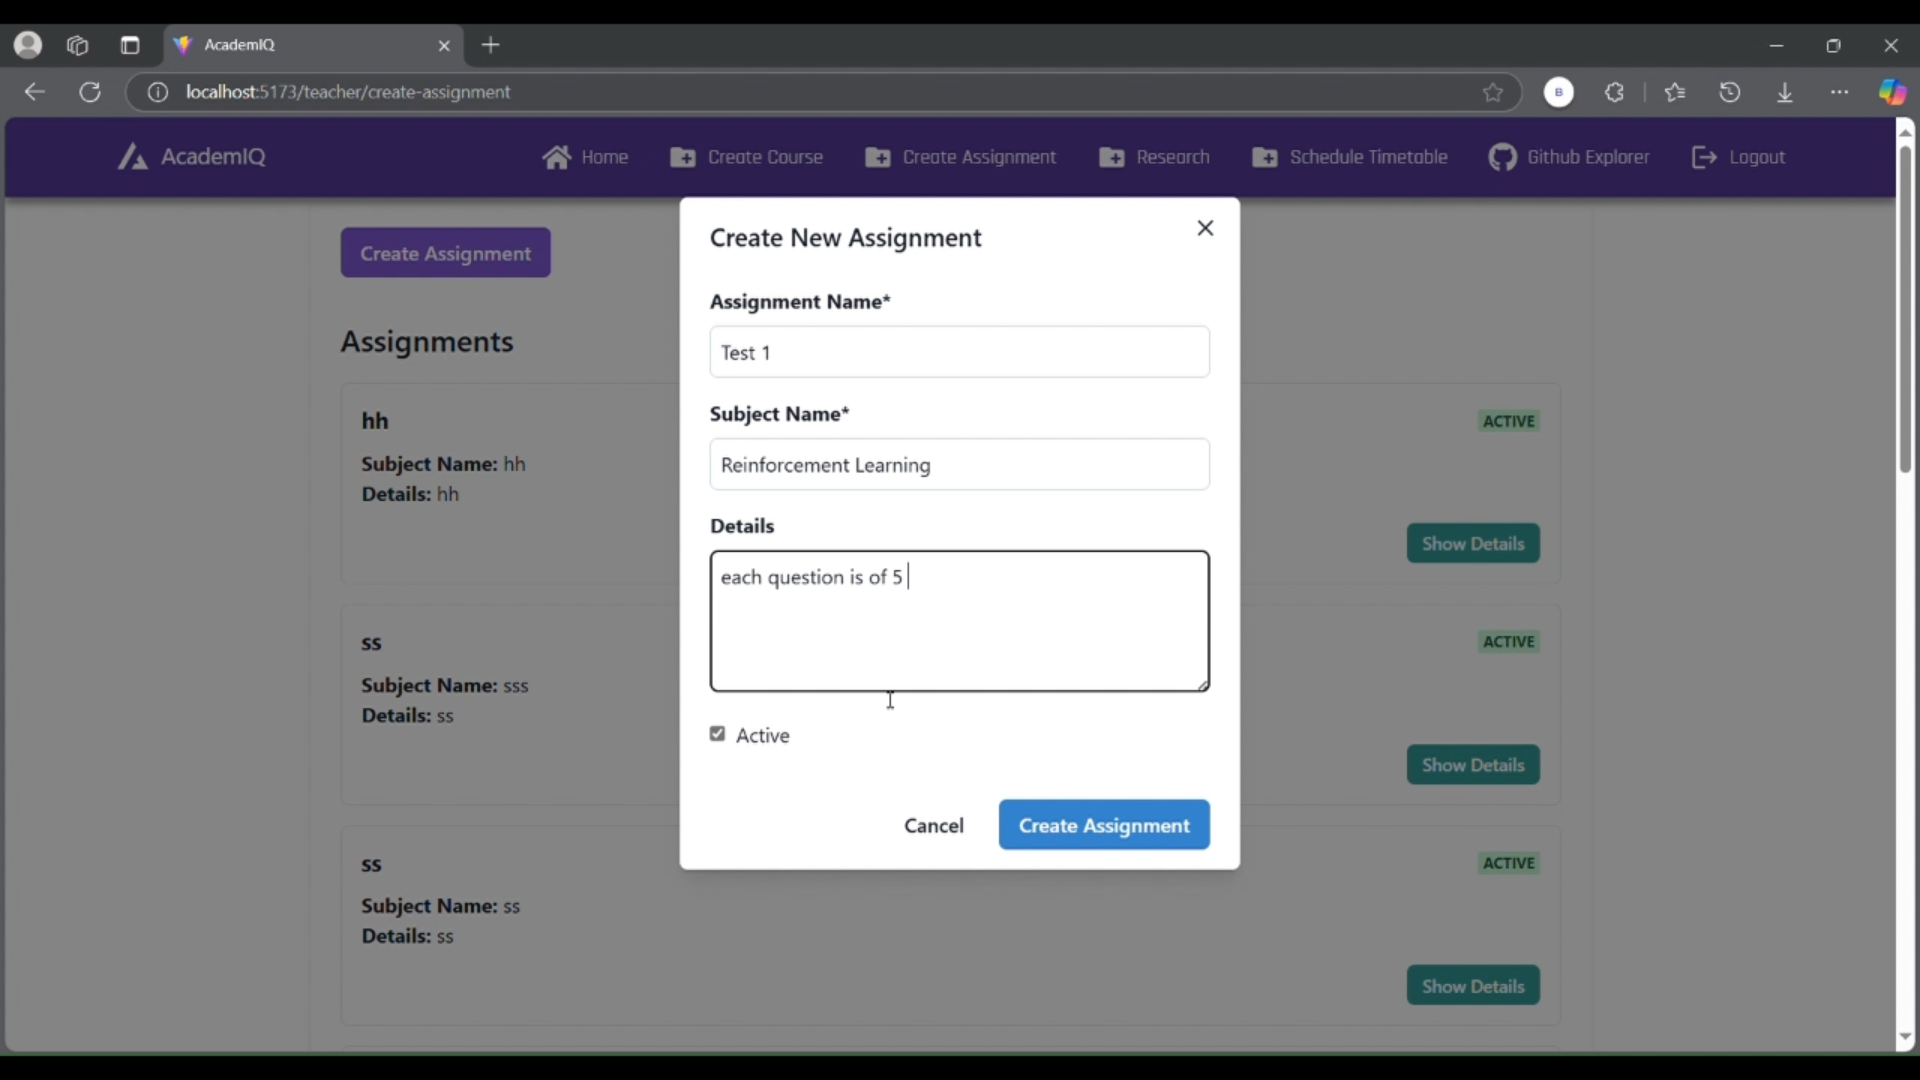 AcademIQ
localhost:5173/teacher/create-assignment
B
AcademIQ
Home
Create Course
Create Assignment
Research
Schedule Timetable
Github Explorer
Logout
Create Assignment
Assignments
hh
Subject Name: hh
Details: hh
ACTIVE
Show Details
ss
Subject Name: sss
Details: ss
ACTIVE
Show Details
ss
Subject Name: ss
Details: ss
ACTIVE
Show Details
Create New Assignment
Assignment Name*
Test 1
Subject Name*
Reinforcement Learning
Details
each question is of 5
Active
Cancel
Create Assignment